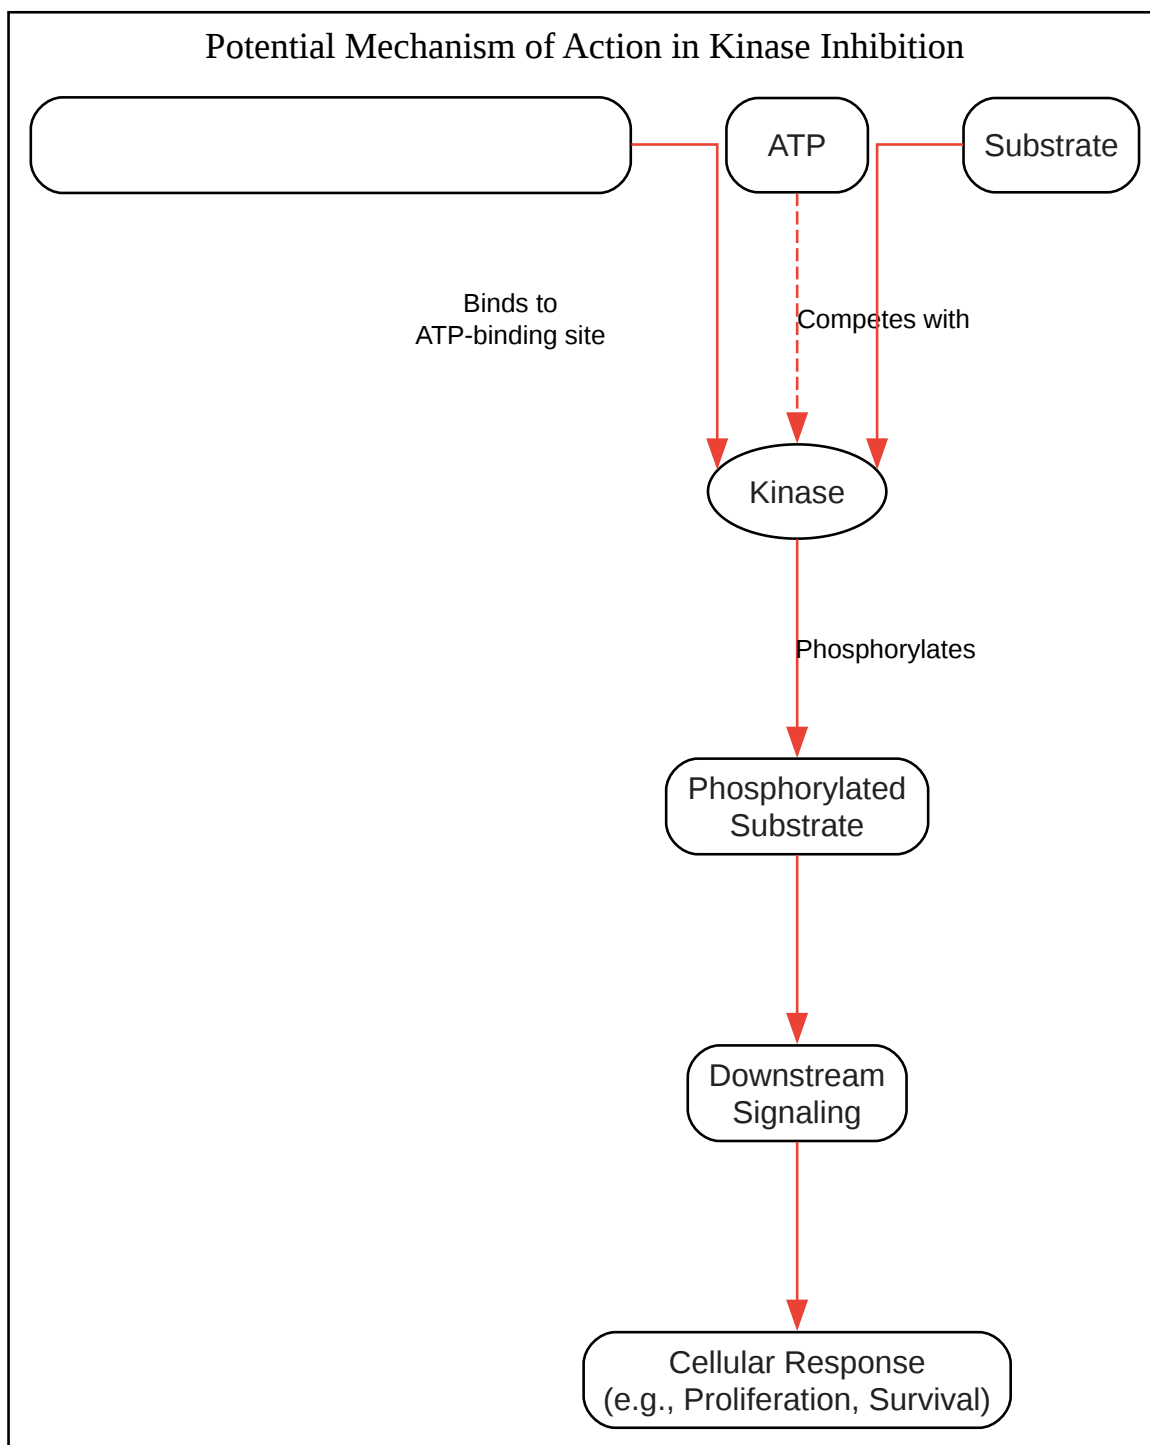 Potential Mechanism of Action in Kinase Inhibition
ATP
Substrate
Binds to
ATP-binding site
Competes with
Kinase
Phosphorylates
Phosphorylated
Substrate
Downstream
Signaling
Cellular Response
(e.g., Proliferation, Survival)